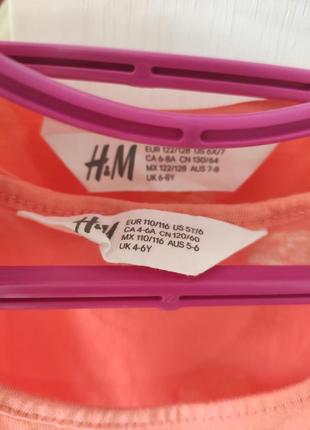 H&M
EUR 122/128 US 6X/7
CA 6-8A CN 130/64
MX 122/128 AUS 7-8
UK 6-8Y
H&M
EUR 110/116 US 5T/6
CA 4-6A CN 120/60
MX 110/116 AUS 5-6
UK 4-6Y